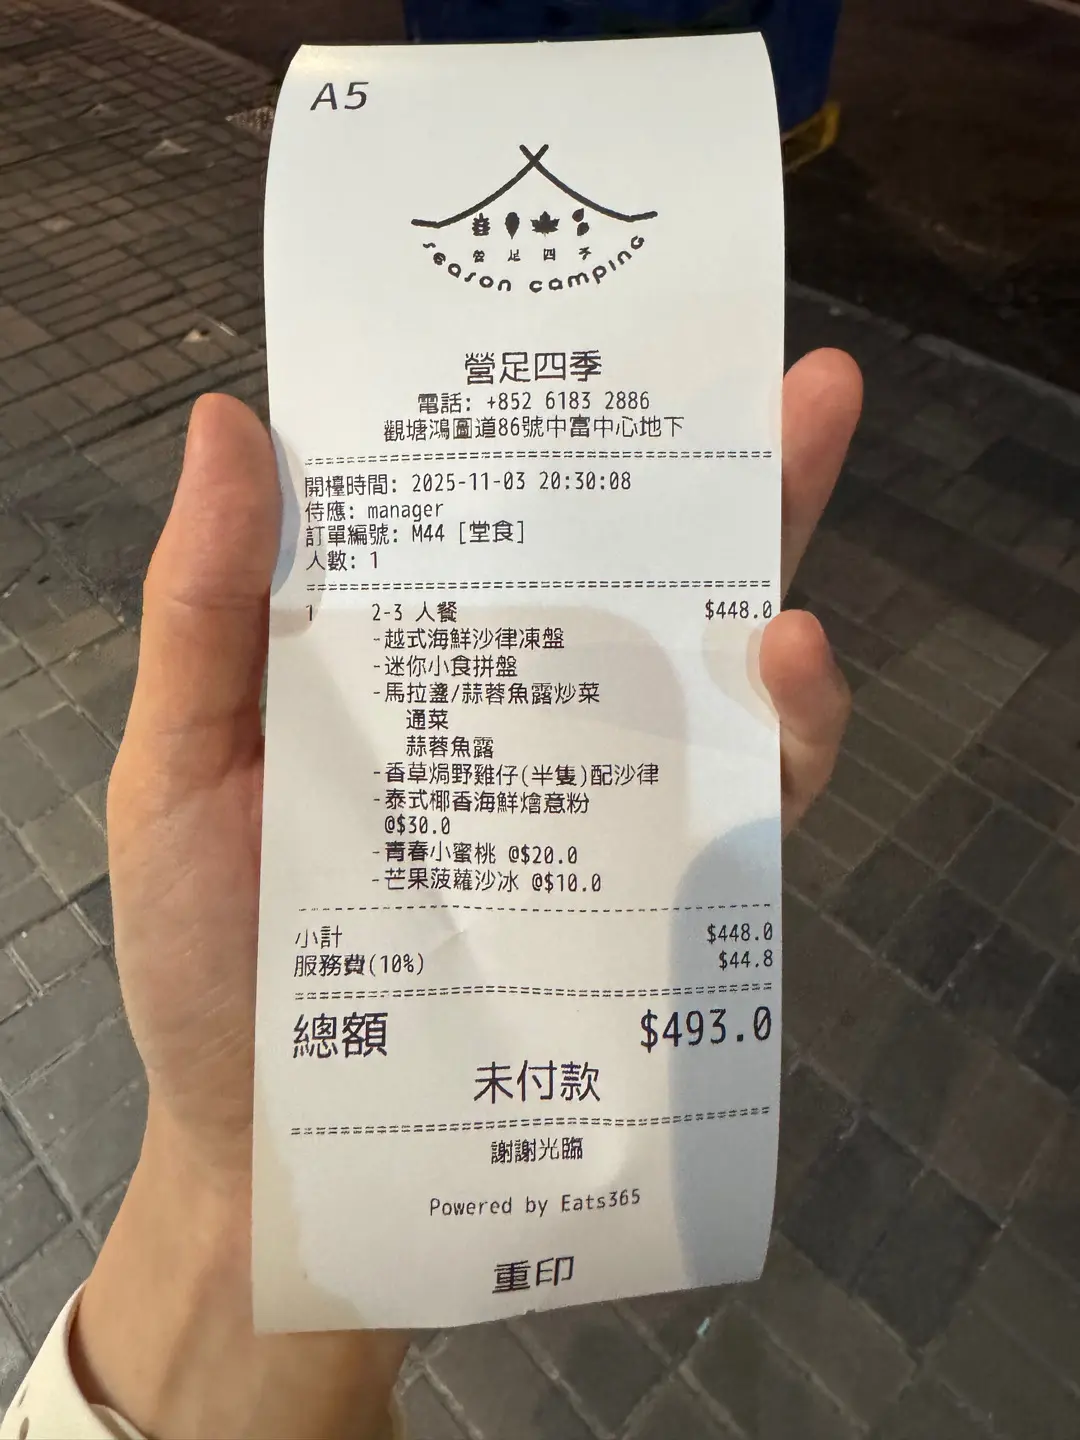 A5
營足四季
season camping
營足四季
電話: +852 6183 2886
觀塘鴻圖道86號中富中心地下
開檯時間: 2025-11-03 20:30:08
侍應: manager
訂單編號: M44 [堂食]
人數: 1
1 2-3 人餐 $448.0
-越式海鮮沙律凍盤
-迷你小食拼盤
-馬拉盞/蒜蓉魚露炒菜
通菜
蒜蓉魚露
-香草焗野雞仔(半隻)配沙律
-泰式椰香海鮮燴意粉
@$30.0
-青春小蜜桃 @$20.0
-芒果菠蘿沙冰 @$10.0
小計 $448.0
服務費(10%) $44.8
總額 $493.0
未付款
謝謝光臨
Powered by Eats365
重印